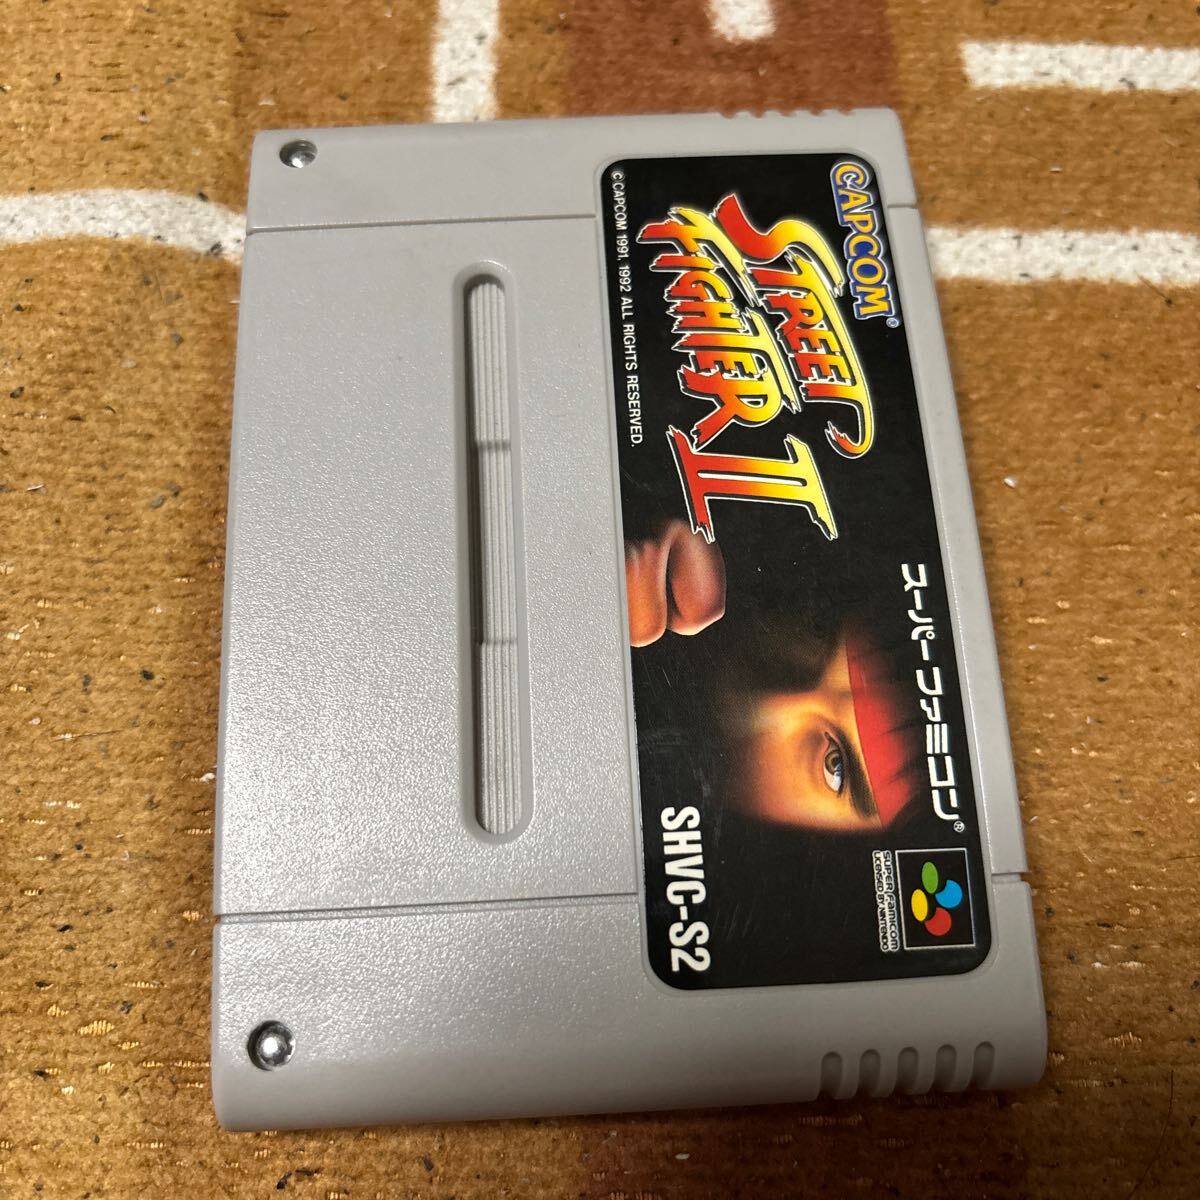 CAPCOM®
STREET
FIGHTER II
©CAPCOM 1991, 1992 ALL RIGHTS RESERVED.
スーパーファミコン®
SUPER FAMICOM
LICENSED BY NINTENDO
SHVC-S2